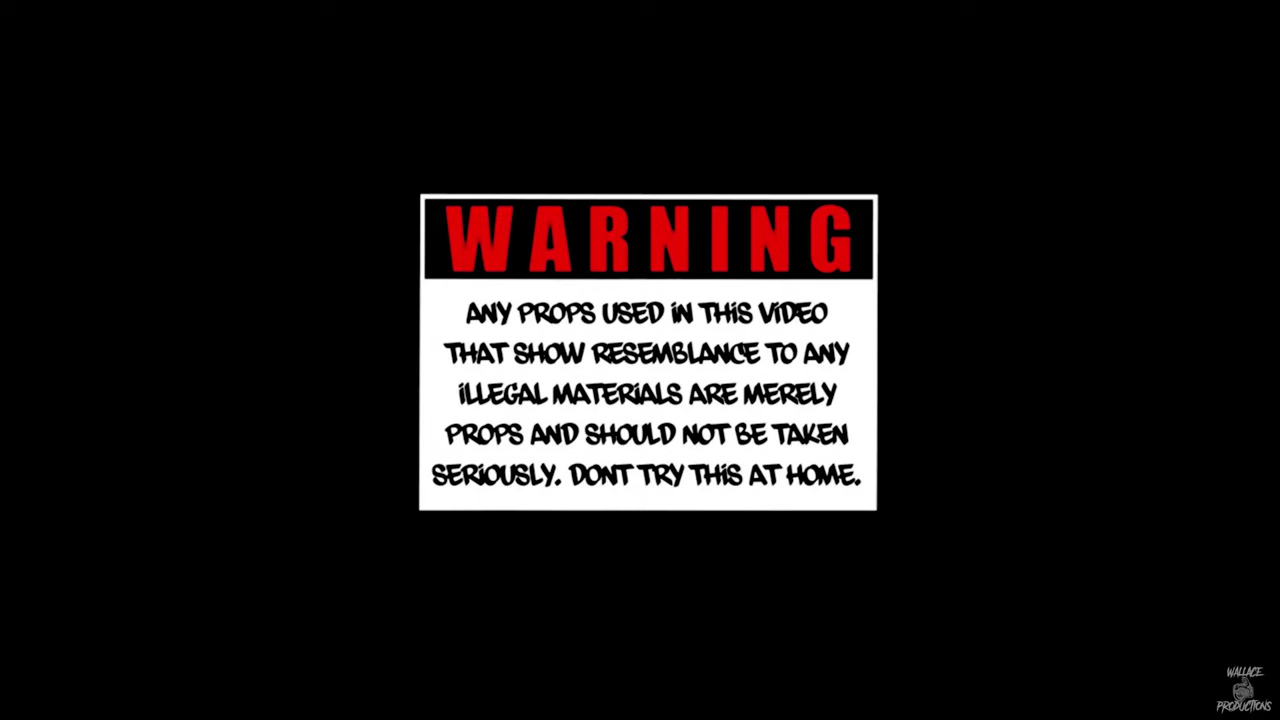 WARNING
ANY PROPS USED IN THIS VIDEO
THAT SHOW RESEMBLANCE TO ANY
ILLEGAL MATERIALS ARE MERELY
PROPS AND SHOULD NOT BE TAKEN
SERIOUSLY. DONT TRY THIS AT HOME.
WALLACE
PRODUCTIONS